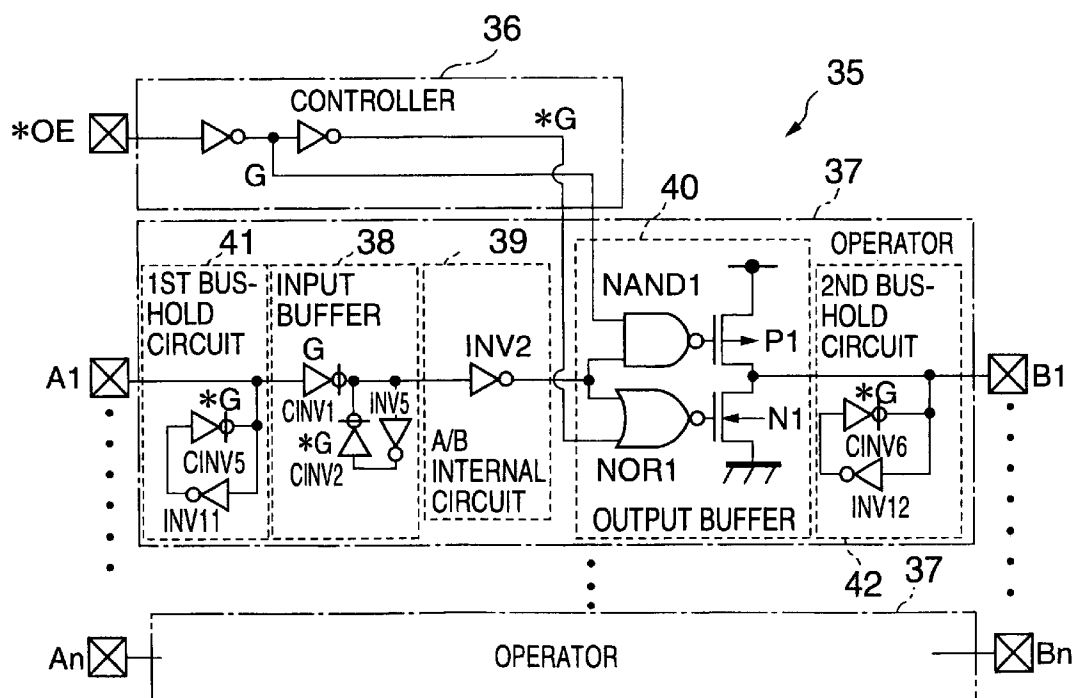 36
CONTROLLER
35
*OE
*G
G
37
40
41
38
39
OPERATOR
1ST BUS-
HOLD
CIRCUIT
INPUT
BUFFER
NAND1
2ND BUS-
HOLD
CIRCUIT
G
INV2
P1
A1
B1
*G
CINV1
INV5
*G
N1
CINV5
*G
CINV2
A/B
INTERNAL
CIRCUIT
CINV6
INV11
NOR1
INV12
OUTPUT BUFFER
42
37
An
OPERATOR
Bn